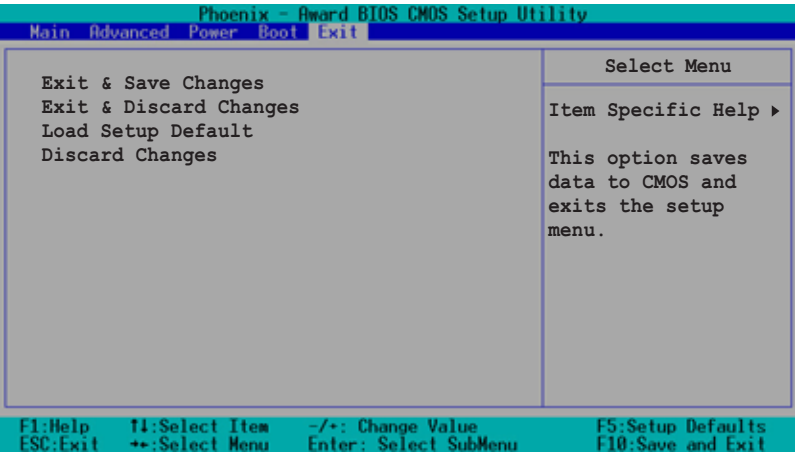 Phoenix - Award BIOS CMOS Setup Utility
Main Advanced Power Boot Exit
Exit & Save Changes
Exit & Discard Changes
Load Setup Default
Discard Changes
Select Menu
Item Specific Help ▸
This option saves
data to CMOS and
exits the setup
menu.
F1:Help ↑↓:Select Item -/+: Change Value F5:Setup Defaults
ESC:Exit ←→:Select Menu Enter: Select SubMenu F10:Save and Exit